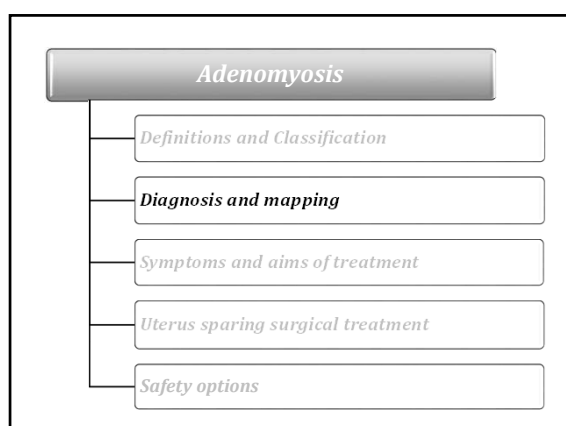 Adenomyosis
Definitions and Classification
Diagnosis and mapping
Symptoms and aims of treatment
Uterus sparing surgical treatment
Safety options